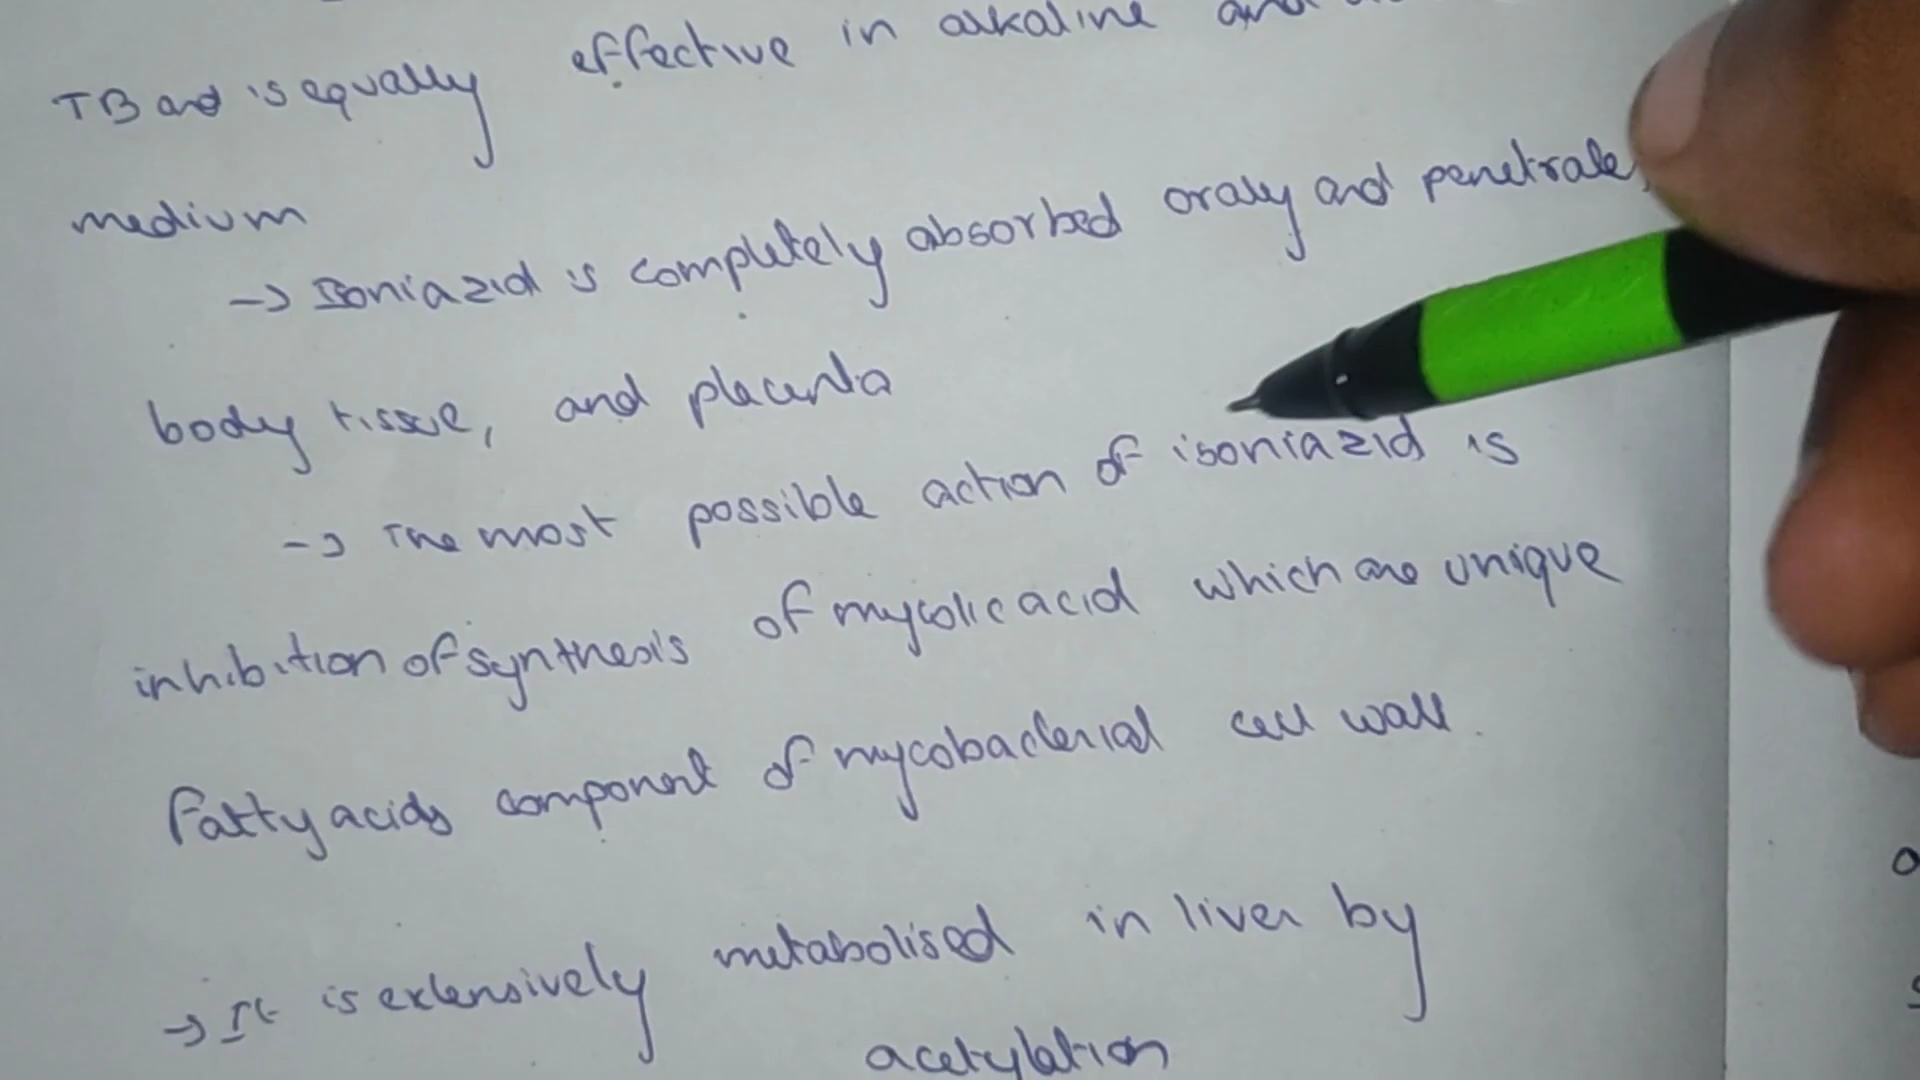 TB and is equally effective in alkaline and
medium
-> Isoniazid is completely absorbed oraly and penetrate
body tissue, and placenta
-> The most possible action of isoniazid is
inhibition of synthesis of mycolic acid which are unique
fatty acids component of mycobacterial cell wall.
-> It is extensively metabolised in liver by
acetylation